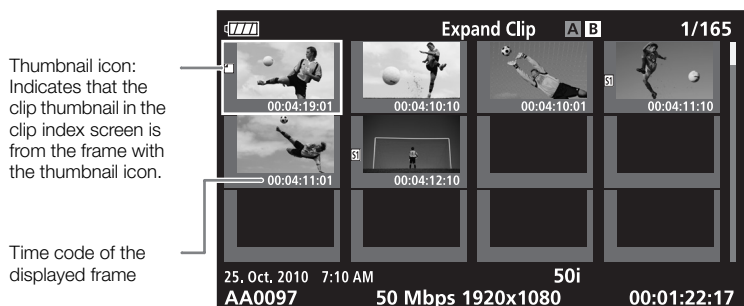 Expand Clip A B 1/165
Thumbnail icon:
Indicates that the
clip thumbnail in the
clip index screen is
from the frame with
the thumbnail icon.
00:04:19:01 00:04:10:10 00:04:10:01 S1 00:04:11:10
00:04:11:01 S1 00:04:12:10
Time code of the
displayed frame
25, Oct, 2010 7:10 AM 50i
AA0097 50 Mbps 1920x1080 00:01:22:17